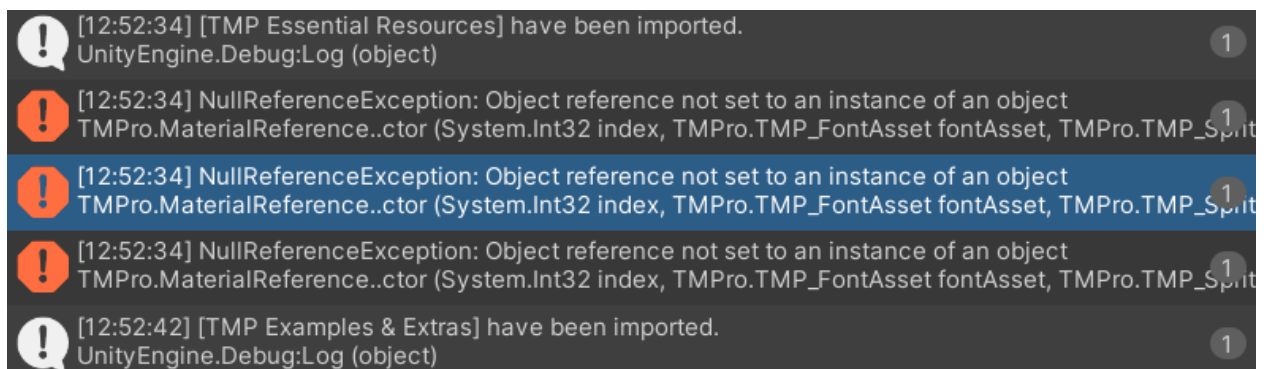 [12:52:34] [TMP Essential Resources] have been imported.
UnityEngine.Debug:Log (object)
1
[12:52:34] NullReferenceException: Object reference not set to an instance of an object
TMPro.MaterialReference..ctor (System.Int32 index, TMPro.TMP_FontAsset fontAsset, TMPro.TMP_Sprit
1
[12:52:34] NullReferenceException: Object reference not set to an instance of an object
TMPro.MaterialReference..ctor (System.Int32 index, TMPro.TMP_FontAsset fontAsset, TMPro.TMP_Sprit
1
[12:52:34] NullReferenceException: Object reference not set to an instance of an object
TMPro.MaterialReference..ctor (System.Int32 index, TMPro.TMP_FontAsset fontAsset, TMPro.TMP_Sprit
1
[12:52:42] [TMP Examples & Extras] have been imported.
UnityEngine.Debug:Log (object)
1